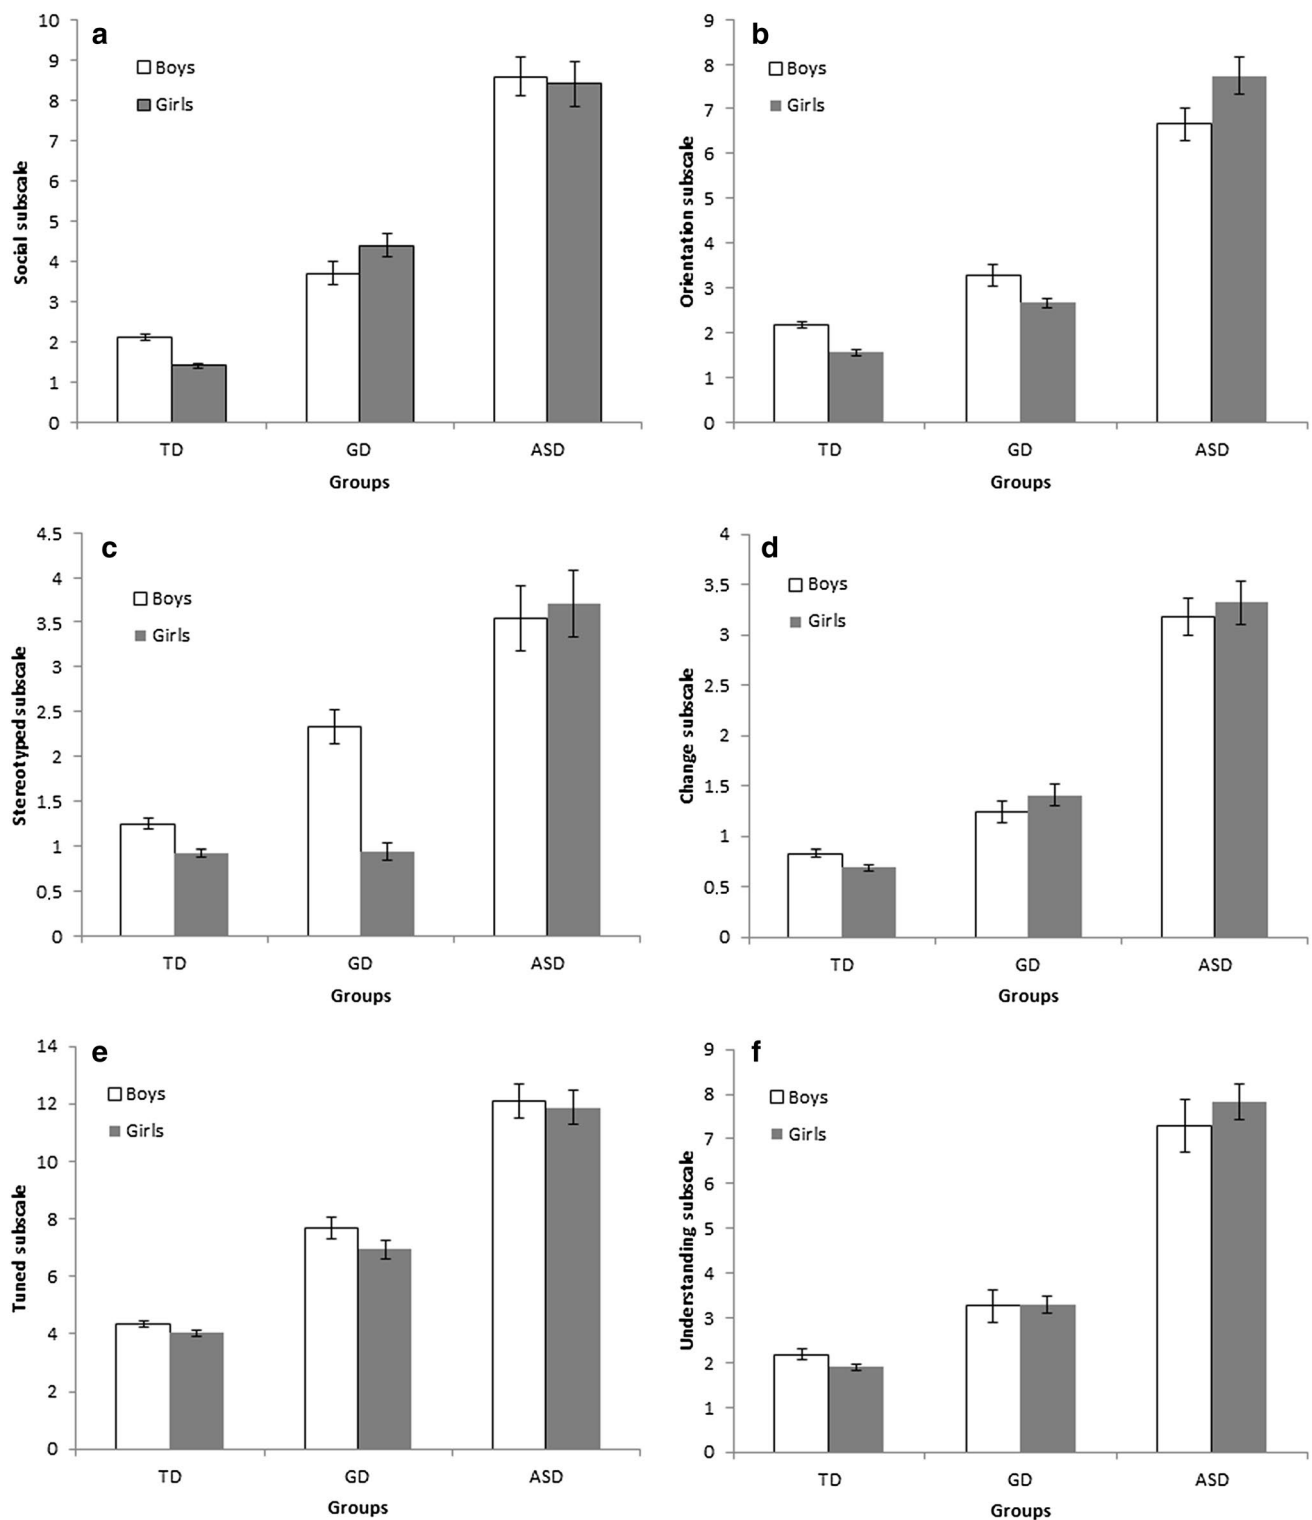 a
Boys
Girls
10
9
8
7
6
5
4
3
2
1
0
Social subscale
TD GD ASD
Groups
b
Boys
Girls
9
8
7
6
5
4
3
2
1
0
Orientation subscale
TD GD ASD
Groups
c
Boys
Girls
4.5
4
3.5
3
2.5
2
1.5
1
0.5
0
Stereotyped subscale
TD GD ASD
Groups
d
Boys
Girls
4
3.5
3
2.5
2
1.5
1
0.5
0
Change subscale
TD GD ASD
Groups
e
Boys
Girls
14
12
10
8
6
4
2
0
Tuned subscale
TD GD ASD
Groups
f
Boys
Girls
9
8
7
6
5
4
3
2
1
0
Understanding subscale
TD GD ASD
Groups